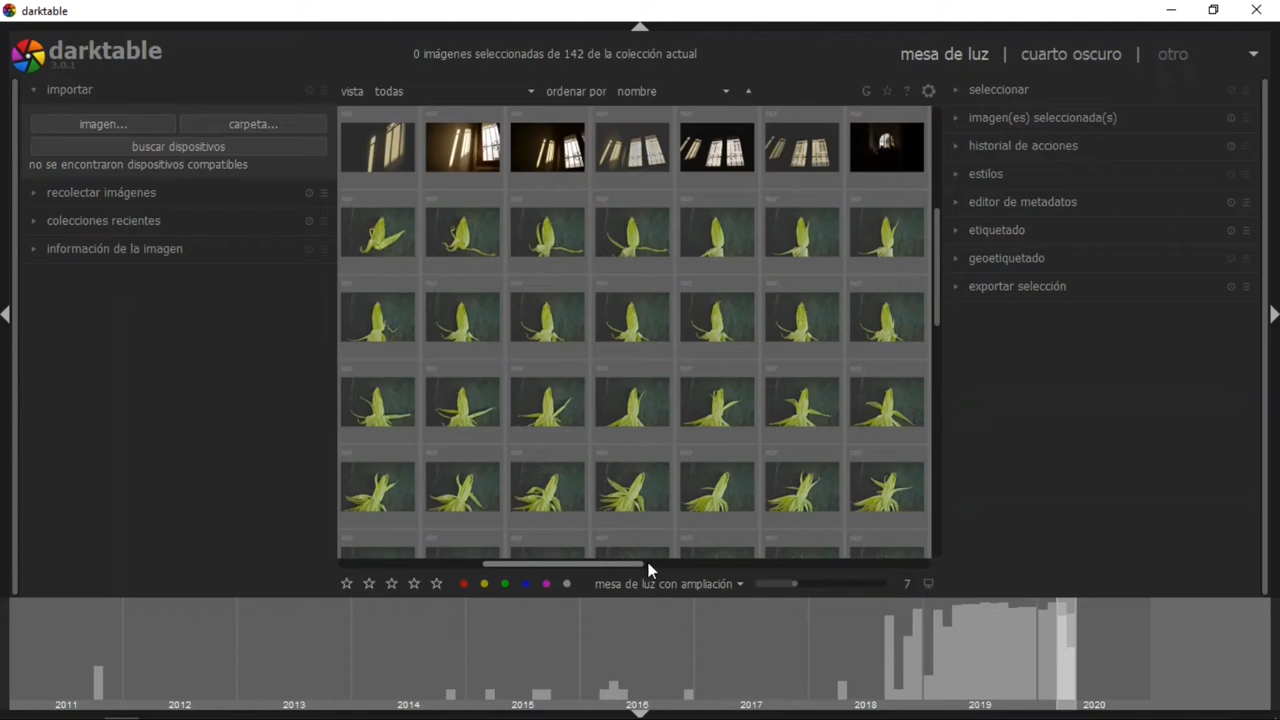 darktable
darktable
3.0.1
0 imágenes seleccionadas de 142 de la colección actual
mesa de luz | cuarto oscuro | otro
importar
imagen...
carpeta...
buscar dispositivos
no se encontraron dispositivos compatibles
recolectar imágenes
colecciones recientes
información de la imagen
vista todas
ordenar por nombre
G ?
seleccionar
imagen(es) seleccionada(s)
historial de acciones
estilos
editor de metadatos
etiquetado
geoetiquetado
exportar selección
mesa de luz con ampliación
7
2011 2012 2013 2014 2015 2016 2017 2018 2019 2020